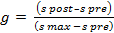 g = (s post-s pre) / (s max-s pre)